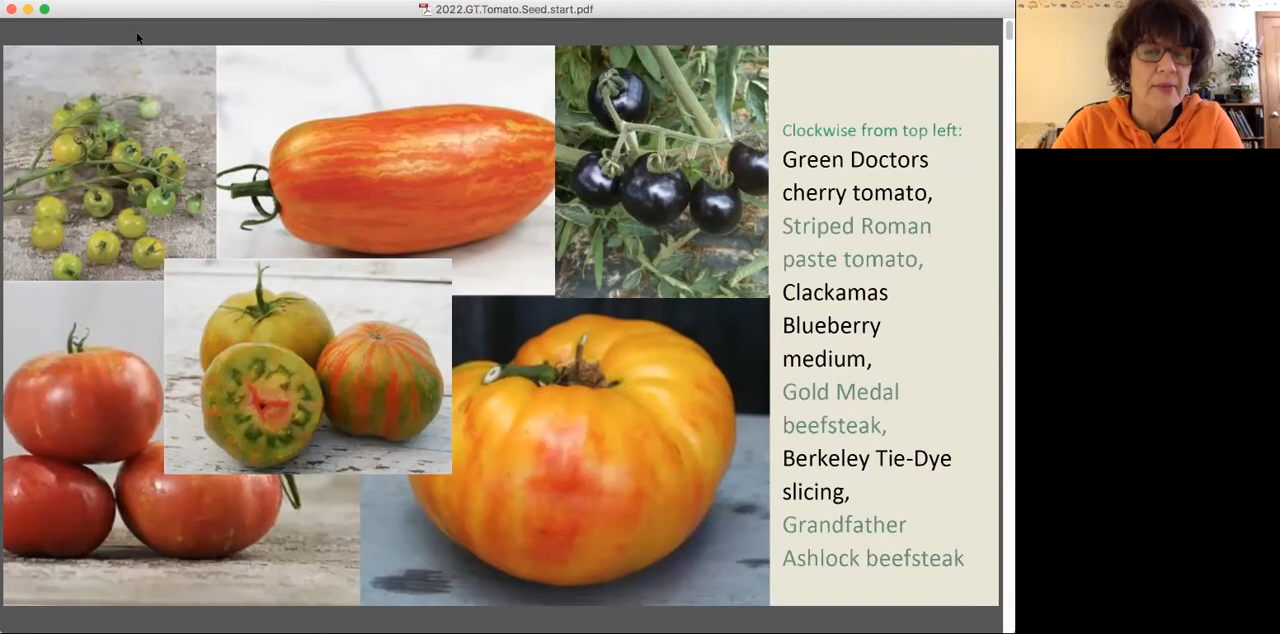 2022.GT.Tomato.Seed.start.pdf
Clockwise from top left:
Green Doctors
cherry tomato,
Striped Roman
paste tomato,
Clackamas
Blueberry
medium,
Gold Medal
beefsteak,
Berkeley Tie-Dye
slicing,
Grandfather
Ashlock beefsteak